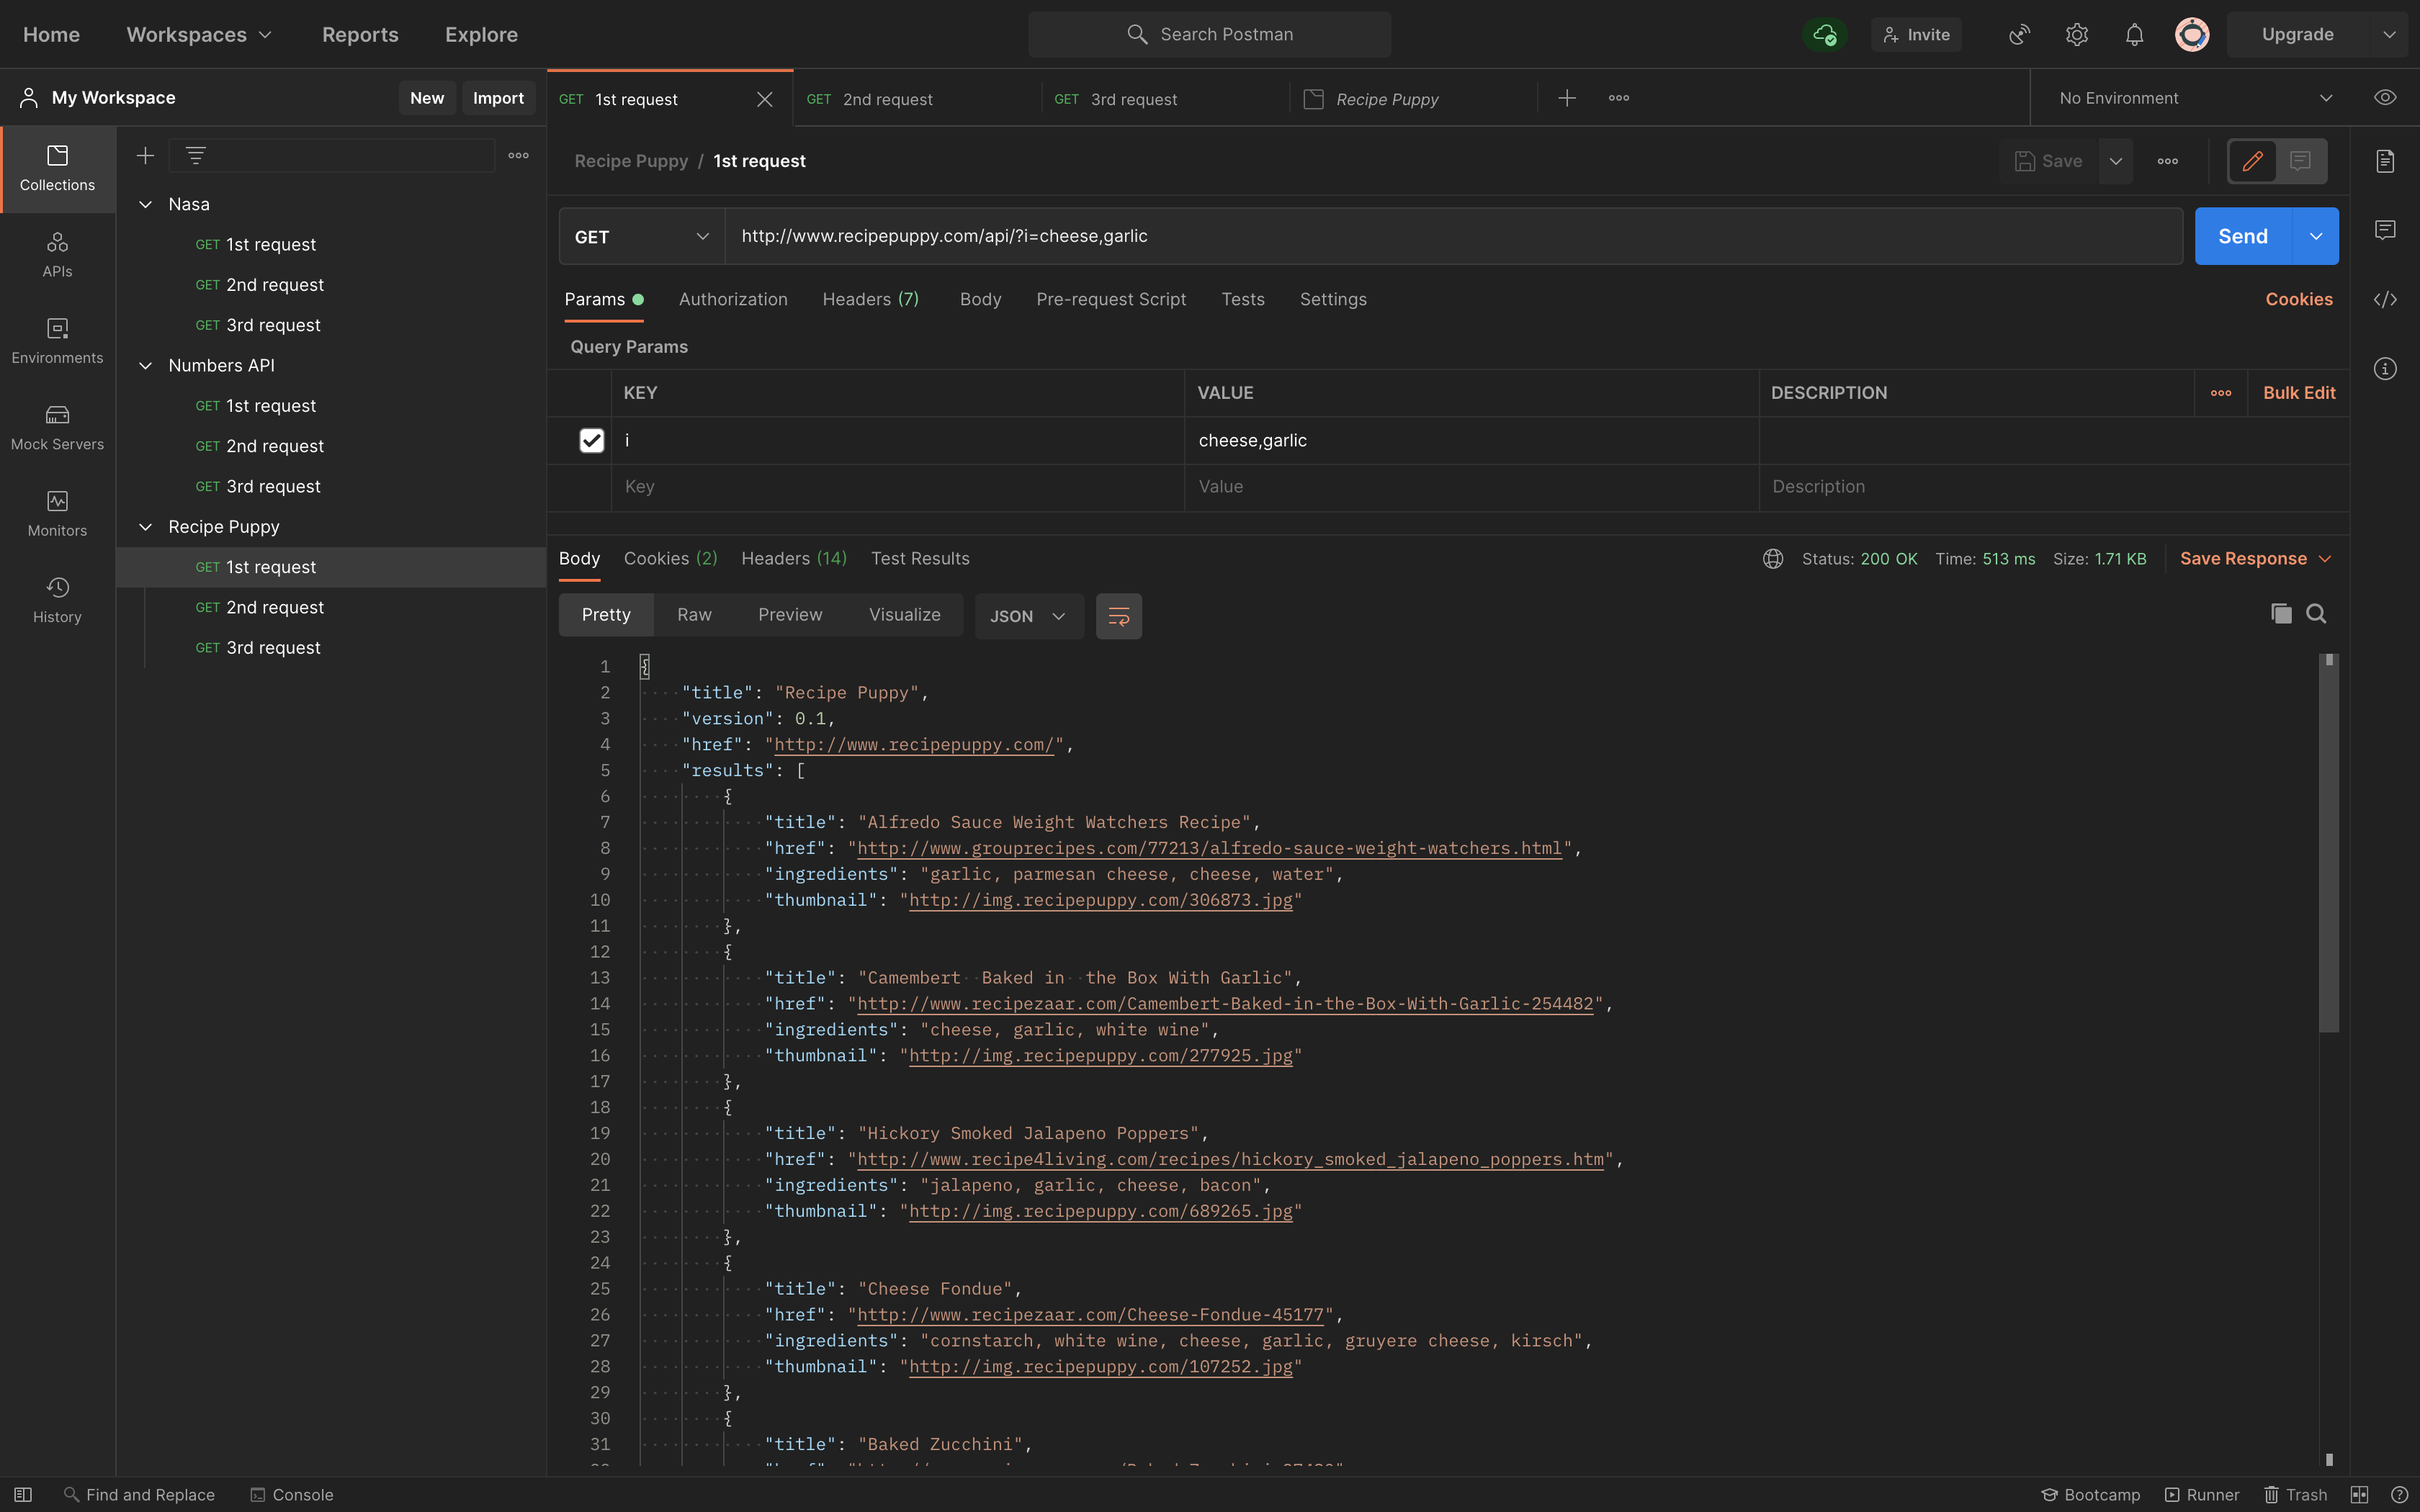 Home Workspaces Reports Explore Search Postman Invite Upgrade
My Workspace New Import GET 1st request GET 2nd request GET 3rd request Recipe Puppy No Environment
Collections
APIs
Environments
Mock Servers
Monitors
History
Nasa
GET 1st request
GET 2nd request
GET 3rd request
Numbers API
GET 1st request
GET 2nd request
GET 3rd request
Recipe Puppy
GET 1st request
GET 2nd request
GET 3rd request
Recipe Puppy / 1st request Save
GET http://www.recipepuppy.com/api/?i=cheese,garlic Send
Params Authorization Headers (7) Body Pre-request Script Tests Settings Cookies
Query Params
KEY VALUE DESCRIPTION Bulk Edit
i cheese,garlic
Key Value Description
Body Cookies (2) Headers (14) Test Results Status: 200 OK Time: 513 ms Size: 1.71 KB Save Response
Pretty Raw Preview Visualize JSON
1 {
2 "title": "Recipe Puppy",
3 "version": 0.1,
4 "href": "http://www.recipepuppy.com/",
5 "results": [
6 {
7 "title": "Alfredo Sauce Weight Watchers Recipe",
8 "href": "http://www.grouprecipes.com/77213/alfredo-sauce-weight-watchers.html",
9 "ingredients": "garlic, parmesan cheese, cheese, water",
10 "thumbnail": "http://img.recipepuppy.com/306873.jpg"
11 },
12 {
13 "title": "Camembert  Baked in  the Box With Garlic",
14 "href": "http://www.recipezaar.com/Camembert-Baked-in-the-Box-With-Garlic-254482",
15 "ingredients": "cheese, garlic, white wine",
16 "thumbnail": "http://img.recipepuppy.com/277925.jpg"
17 },
18 {
19 "title": "Hickory Smoked Jalapeno Poppers",
20 "href": "http://www.recipe4living.com/recipes/hickory_smoked_jalapeno_poppers.htm",
21 "ingredients": "jalapeno, garlic, cheese, bacon",
22 "thumbnail": "http://img.recipepuppy.com/689265.jpg"
23 },
24 {
25 "title": "Cheese Fondue",
26 "href": "http://www.recipezaar.com/Cheese-Fondue-45177",
27 "ingredients": "cornstarch, white wine, cheese, garlic, gruyere cheese, kirsch",
28 "thumbnail": "http://img.recipepuppy.com/107252.jpg"
29 },
30 {
31 "title": "Baked Zucchini",
Find and Replace Console Bootcamp Runner Trash